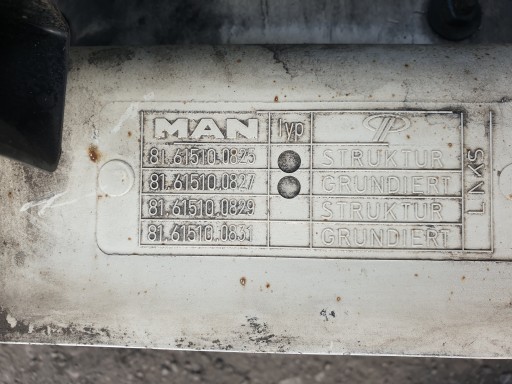 MAN Typ
81.61510.0825 STRUKTUR
81.61510.0827 GRUNDIERT
81.61510.0829 STRUKTUR
81.61510.0831 GRUNDIERT
LINKS